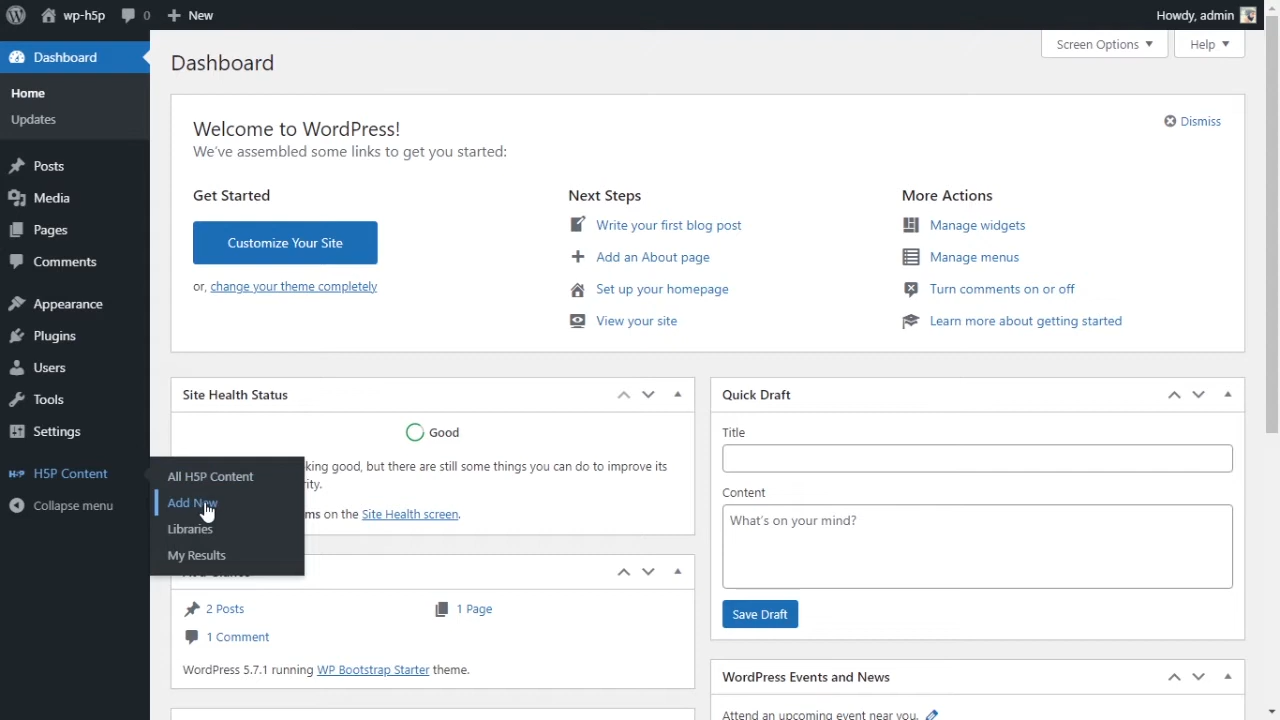 wp-h5p 0 New Howdy, admin
Dashboard
Home
Updates
Posts
Media
Pages
Comments
Appearance
Plugins
Users
Tools
Settings
H5P H5P Content
Collapse menu
All H5P Content
Add New
Libraries
My Results
Screen Options Help
Dashboard
Welcome to WordPress!
We've assembled some links to get you started:
Dismiss
Get Started
Customize Your Site
or, change your theme completely
Next Steps
Write your first blog post
Add an About page
Set up your homepage
View your site
More Actions
Manage widgets
Manage menus
Turn comments on or off
Learn more about getting started
Site Health Status
Good
king good, but there are still some things you can do to improve its
rity.
ms on the Site Health screen.
2 Posts 1 Page
1 Comment
WordPress 5.7.1 running WP Bootstrap Starter theme.
Quick Draft
Title
Content
What's on your mind?
Save Draft
WordPress Events and News
Attend an upcoming event near you.